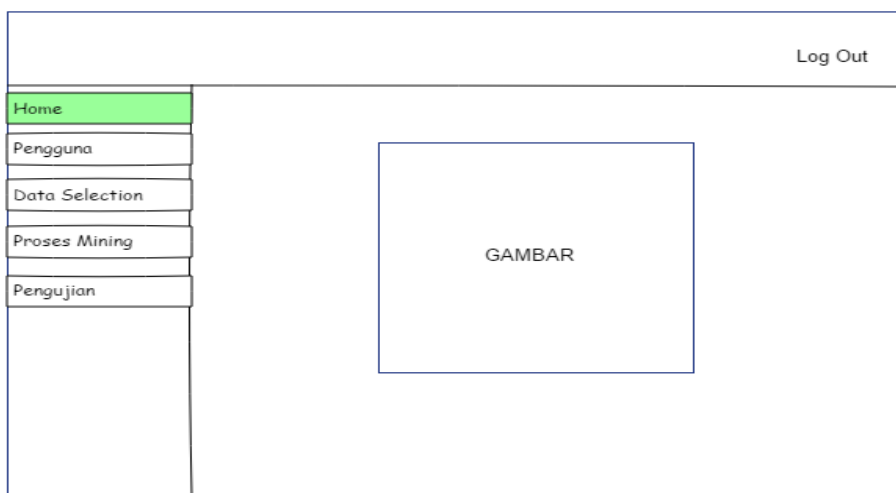 Log Out
Home
Pengguna
Data Selection
Proses Mining
Pengujian
GAMBAR